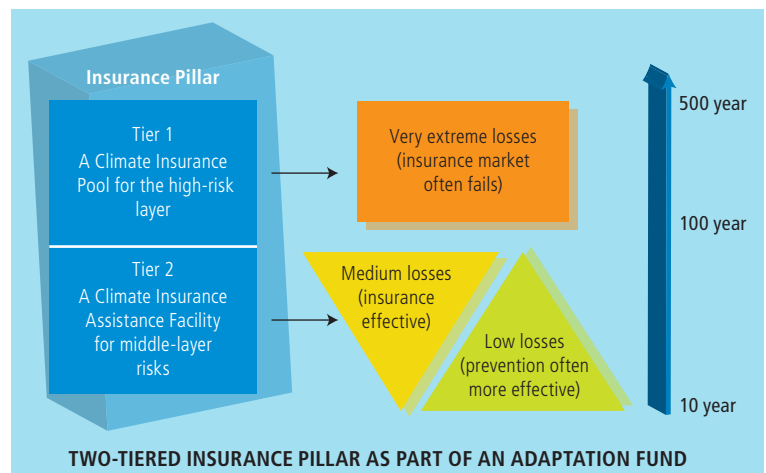 Insurance Pillar
Tier 1
A Climate Insurance
Pool for the high-risk
layer
Very extreme losses
(insurance market
often fails)
500 year
100 year
Tier 2
A Climate Insurance
Assistance Facility
for middle-layer
risks
Medium losses
(insurance
effective)
Low losses
(prevention often
more effective)
10 year
TWO-TIERED INSURANCE PILLAR AS PART OF AN ADAPTATION FUND